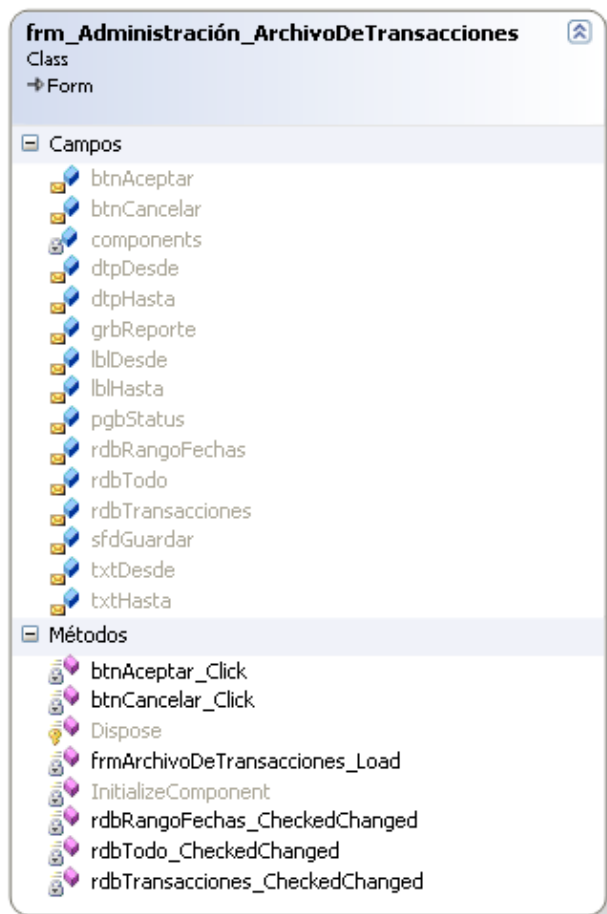 frm_Administración_ArchivoDeTransacciones
Class
Form
Campos
btnAceptar
btnCancelar
components
dtpDesde
dtpHasta
grbReporte
lblDesde
lblHasta
pgbStatus
rdbRangoFechas
rdbTodo
rdbTransacciones
sfdGuardar
txtDesde
txtHasta
Métodos
btnAceptar_Click
btnCancelar_Click
Dispose
frmArchivoDeTransacciones_Load
InitializeComponent
rdbRangoFechas_CheckedChanged
rdbTodo_CheckedChanged
rdbTransacciones_CheckedChanged